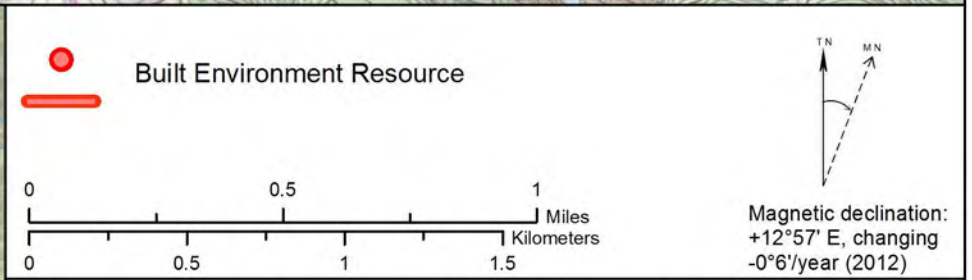 TN MN
Built Environment Resource
0 0.5 1
Miles
Kilometers
0 0.5 1 1.5
Magnetic declination:
+12°57' E, changing
-0°6'/year (2012)